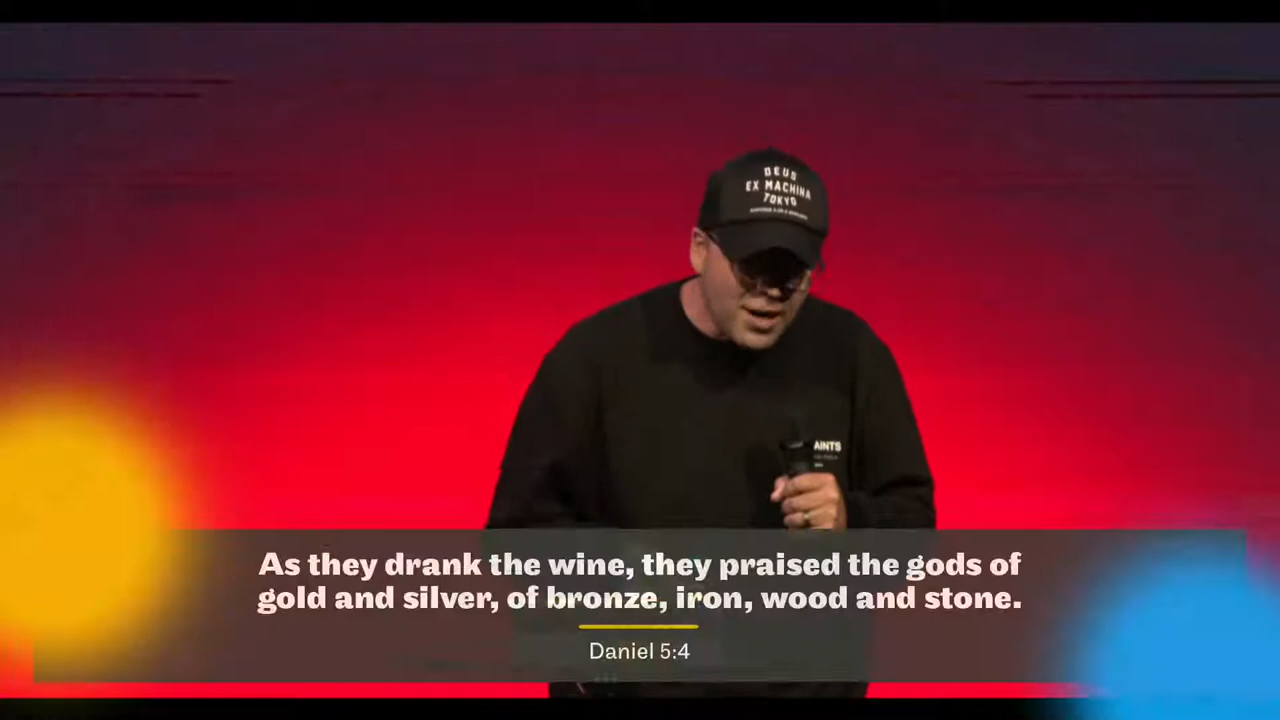 DEUS
EX MACHINA
TOKYO
AINTS
As they drank the wine, they praised the gods of
gold and silver, of bronze, iron, wood and stone.
Daniel 5:4